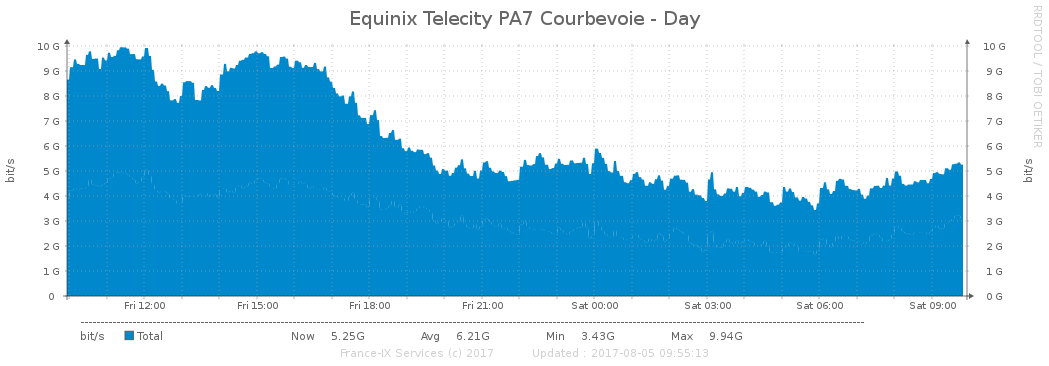 Equinix Telecity PA7 Courbevoie - Day
RRDTOOL / TOBI OETIKER
bit/s
10 G
9 G
8 G
7 G
6 G
5 G
4 G
3 G
2 G
1 G
0
10 G
9 G
8 G
7 G
6 G
5 G
4 G
3 G
2 G
1 G
0 G
bit/s
Fri 12:00 Fri 15:00 Fri 18:00 Fri 21:00 Sat 00:00 Sat 03:00 Sat 06:00 Sat 09:00
bit/s Total Now 5.25G Avg 6.21G Min 3.43G Max 9.94G
France-IX Services (c) 2017 Updated : 2017-08-05 09:55:13